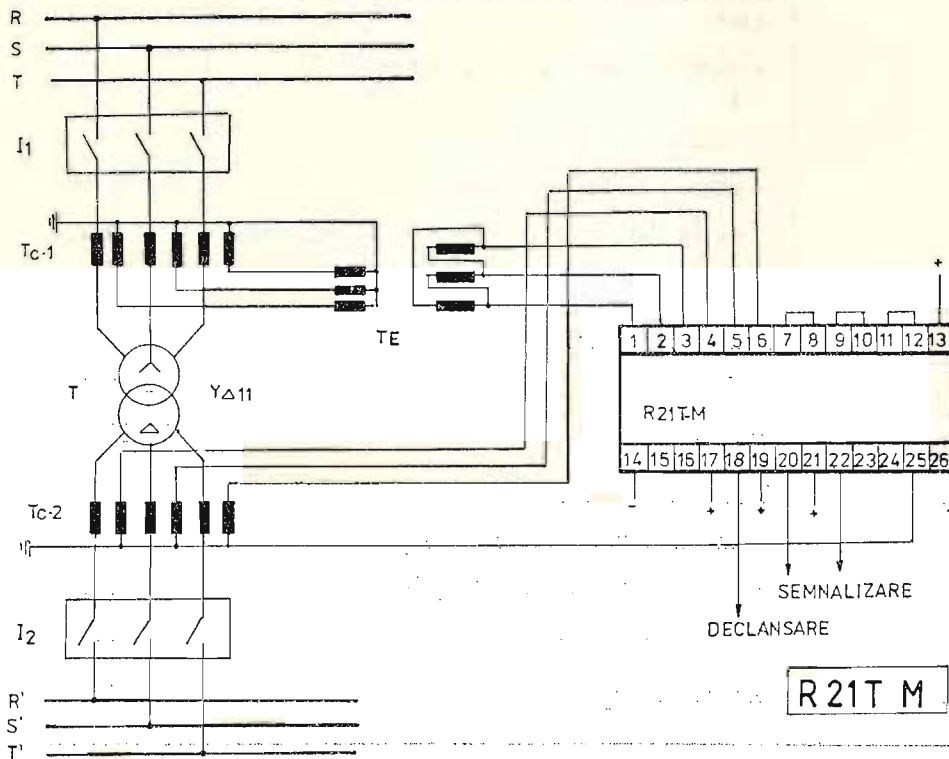 R
S
T
I1
Tc-1
TE
T
Y△11
△
+
1 2 3 4 5 6 7 8 9 10 11 12 13
R21T-M
14 15 16 17 18 19 20 21 22 23 24 25 26
- + + +
Tc-2
SEMNALIZARE
DECLANSARE
I2
R21T M
R'
S'
T'